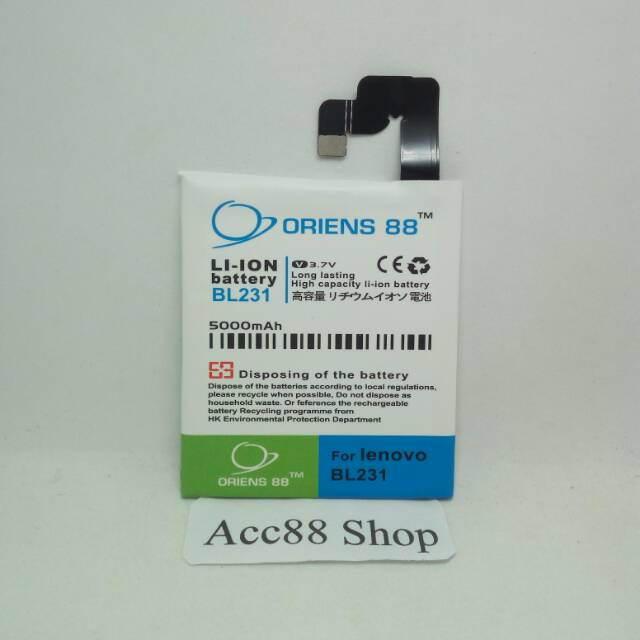 ORIENS 88™
LI-ION
battery
BL231
V 3.7V
Long lasting
High capacity li-ion battery
高容量 リチウムイオソ 電池
5000mAh
Disposing of the battery
Dispose of the batteries according to local regulations,
please recycle when possible, Do not dispose as
household waste. Or reference the rechargeable
battery Recycling programme from
HK Environmental Protection Department
ORIENS 88™
For lenovo
BL231
Acc88 Shop